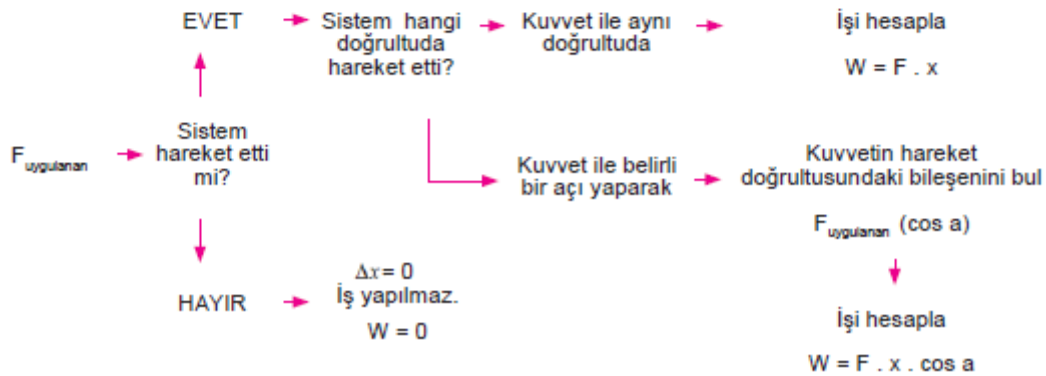 F uygulanan
Sistem
hareket etti
mi?
EVET
Sistem hangi
doğrultuda
hareket etti?
Kuvvet ile aynı
doğrultuda
İşi hesapla
W = F . x
Kuvvet ile belirli
bir açı yaparak
Kuvvetin hareket
doğrultusundaki bileşenini bul
F uygulanan (cos a)
İşi hesapla
W = F . x . cos a
HAYIR
Δx = 0
İş yapılmaz.
W = 0